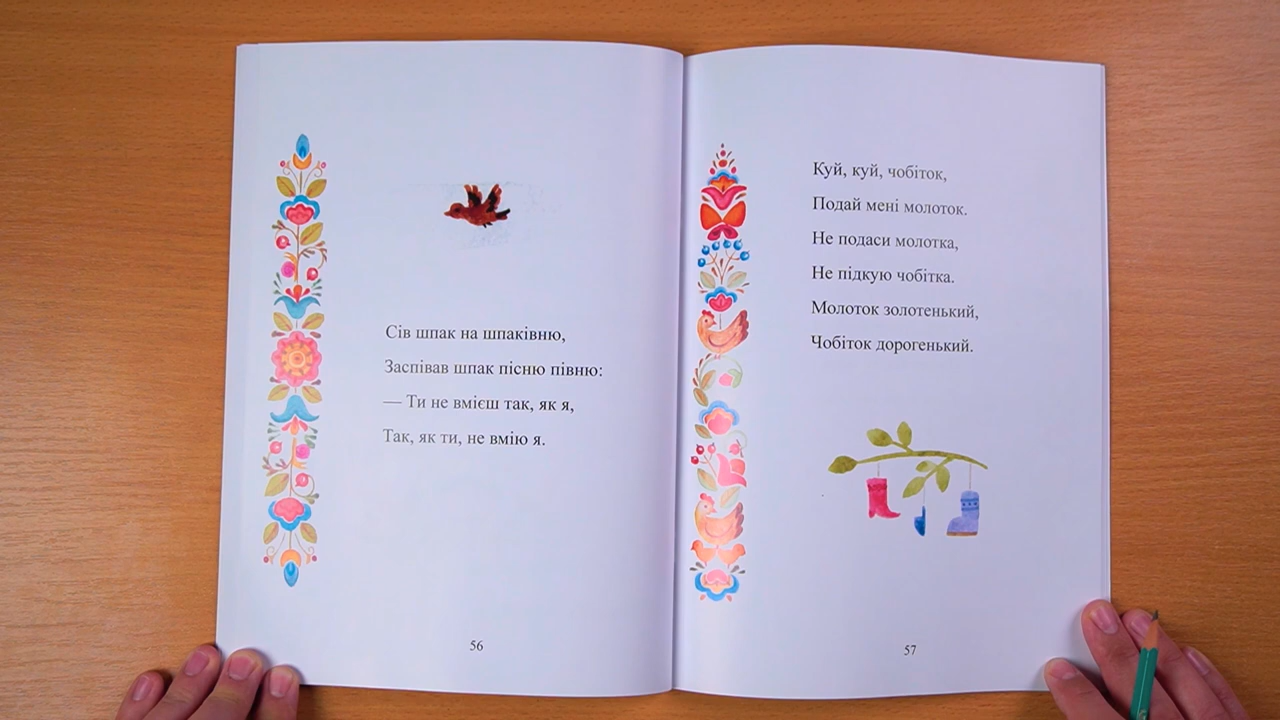 Сів шпак на шпаківню,
Заспівав шпак пісню півню:
— Ти не вмієш так, як я,
Так, як ти, не вмію я.
56
Куй, куй, чобіток,
Подай мені молоток.
Не подаси молотка,
Не підкую чобітка.
Молоток золотенький,
Чобіток дорогенький.
57